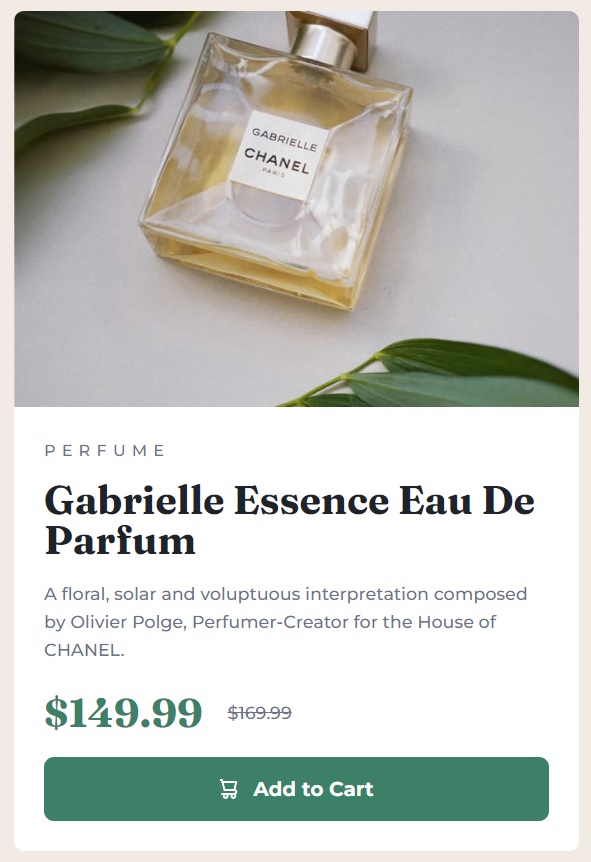 GABRIELLE
CHANEL
PARIS
PERFUME
Gabrielle Essence Eau De
Parfum
A floral, solar and voluptuous interpretation composed
by Olivier Polge, Perfumer-Creator for the House of
CHANEL.
$149.99 $169.99
Add to Cart